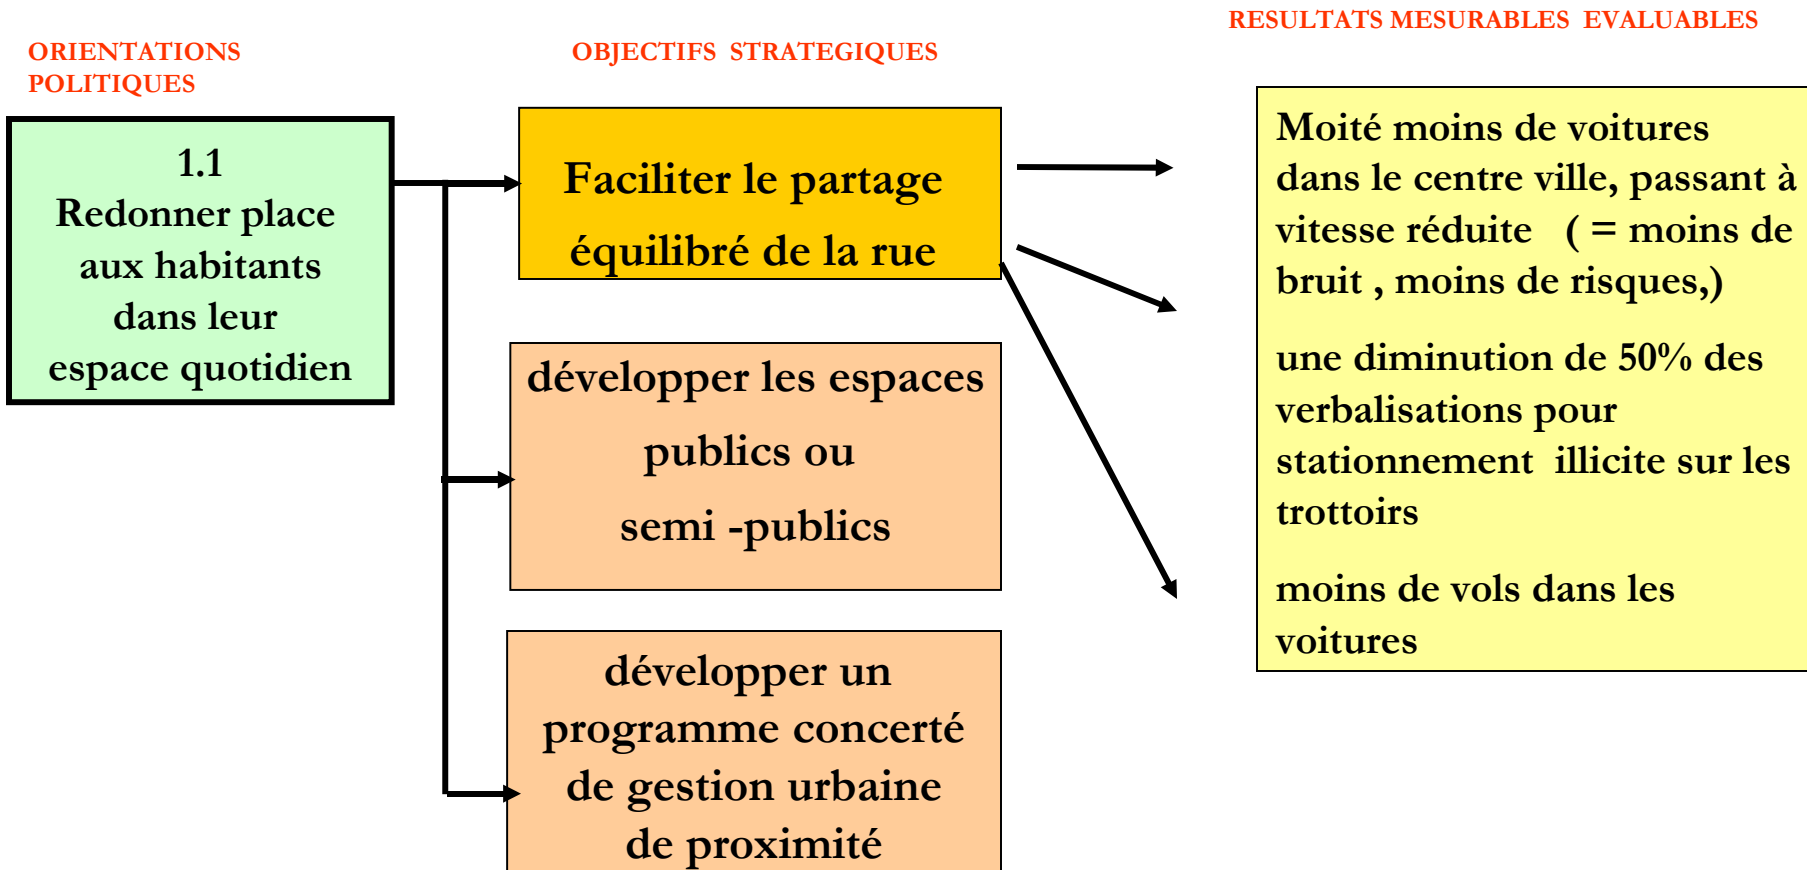 ORIENTATIONS
POLITIQUES
OBJECTIFS STRATEGIQUES
RESULTATS MESURABLES EVALUABLES
1.1
Redonner place
aux habitants
dans leur
espace quotidien
Faciliter le partage
équilibré de la rue
développer les espaces
publics ou
semi -publics
développer un
programme concerté
de gestion urbaine
de proximité
Moité moins de voitures
dans le centre ville, passant à
vitesse réduite ( = moins de
bruit , moins de risques,)
une diminution de 50% des
verbalisations pour
stationnement illicite sur les
trottoirs
moins de vols dans les
voitures